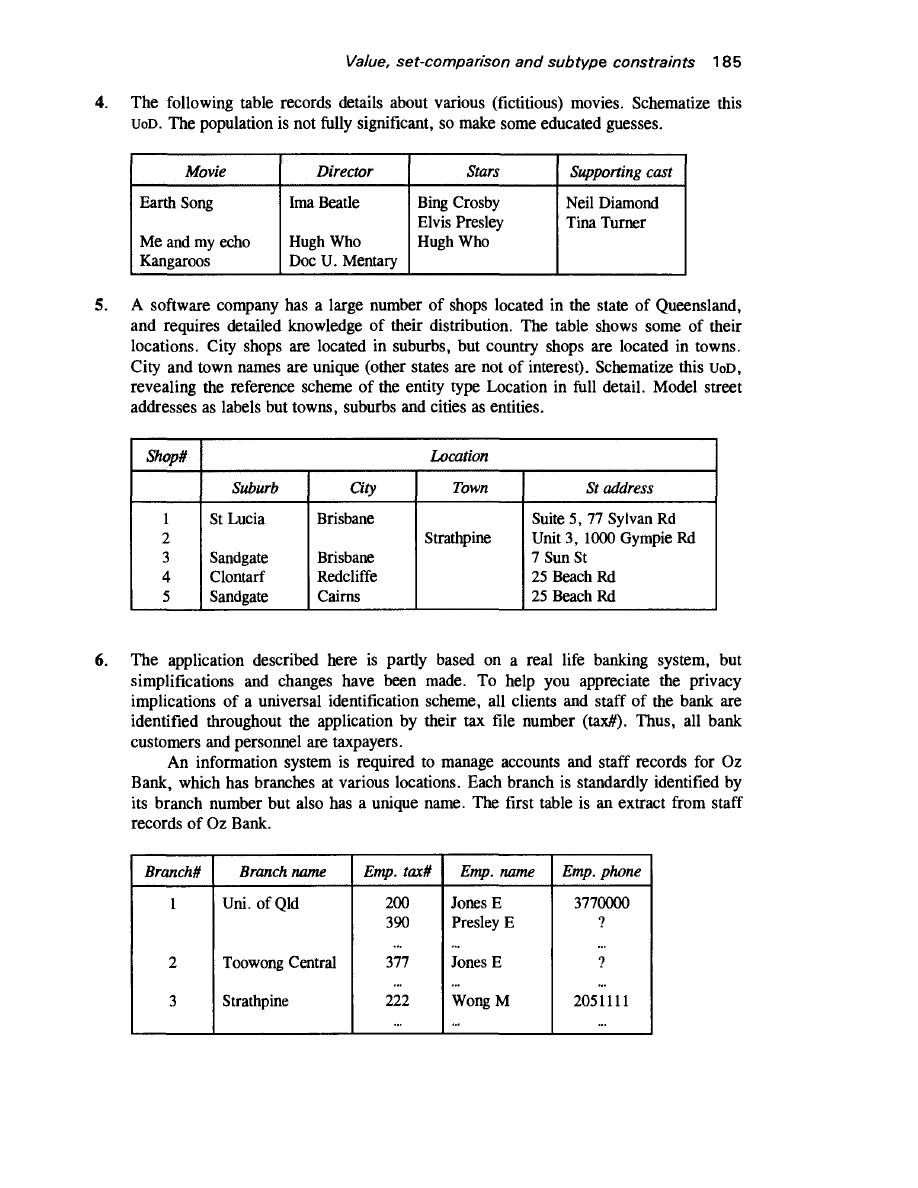 Value, set-comparison and subtype constraints 185
4. The following table records details about various (fictitious) movies. Schematize this
UoD. The population is not fully significant, so make some educated guesses.
Movie Director Stars Supporting cast
Earth Song Ima Beatle Bing Crosby Neil Diamond
Elvis Presley Tina Turner
Me and my echo Hugh Who Hugh Who
Kangaroos Doc U. Mentary
5. A software company has a large number of shops located in the state of Queensland,
and requires detailed knowledge of their distribution. The table shows some of their
locations. City shops are located in suburbs, but country shops are located in towns.
City and town names are unique (other states are not of interest). Schematize this UoD,
revealing the reference scheme of the entity type Location in full detail. Model street
addresses as labels but towns, suburbs and cities as entities.
Shop# Location
Suburb City Town St address
1 St Lucia Brisbane Suite 5, 77 Sylvan Rd
2 Strathpine Unit 3, 1000 Gympie Rd
3 Sandgate Brisbane 7 Sun St
4 Clontarf Redcliffe 25 Beach Rd
5 Sandgate Cairns 25 Beach Rd
6. The application described here is partly based on a real life banking system, but
simplifications and changes have been made. To help you appreciate the privacy
implications of a universal identification scheme, all clients and staff of the bank are
identified throughout the application by their tax file number (tax#). Thus, all bank
customers and personnel are taxpayers.
An information system is required to manage accounts and staff records for Oz
Bank, which has branches at various locations. Each branch is standardly identified by
its branch number but also has a unique name. The first table is an extract from staff
records of Oz Bank.
Branch# Branch name Emp. tax# Emp. name Emp. phone
1 Uni. of Qld 200 Jones E 3770000
390 Presley E ?
... ... ...
2 Toowong Central 377 Jones E ?
... ... ...
3 Strathpine 222 Wong M 2051111
... ... ...